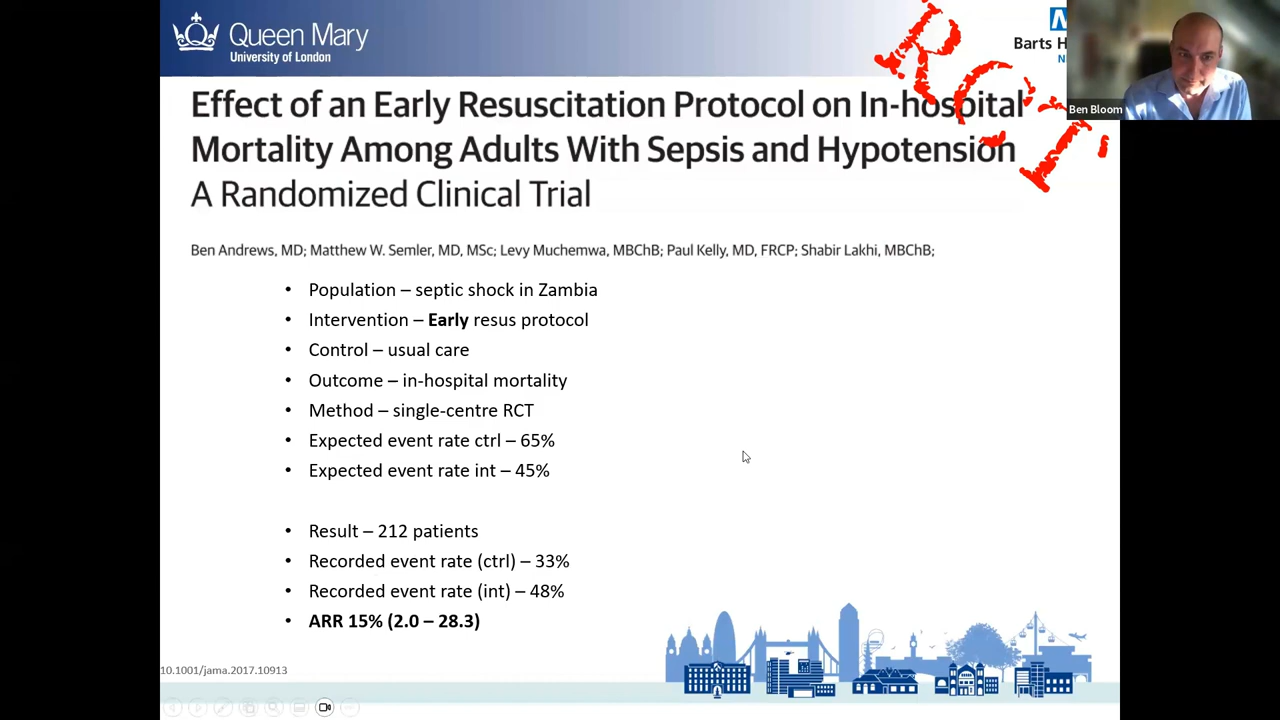 Queen Mary
University of London
Barts H
N
RCT
Ben Bloom
Effect of an Early Resuscitation Protocol on In-hospital
Mortality Among Adults With Sepsis and Hypotension
A Randomized Clinical Trial
Ben Andrews, MD; Matthew W. Semler, MD, MSc; Levy Muchemwa, MBChB; Paul Kelly, MD, FRCP; Shabir Lakhi, MBChB;
• Population – septic shock in Zambia
• Intervention – Early resus protocol
• Control – usual care
• Outcome – in-hospital mortality
• Method – single-centre RCT
• Expected event rate ctrl – 65%
• Expected event rate int – 45%
• Result – 212 patients
• Recorded event rate (ctrl) – 33%
• Recorded event rate (int) – 48%
• ARR 15% (2.0 – 28.3)
10.1001/jama.2017.10913